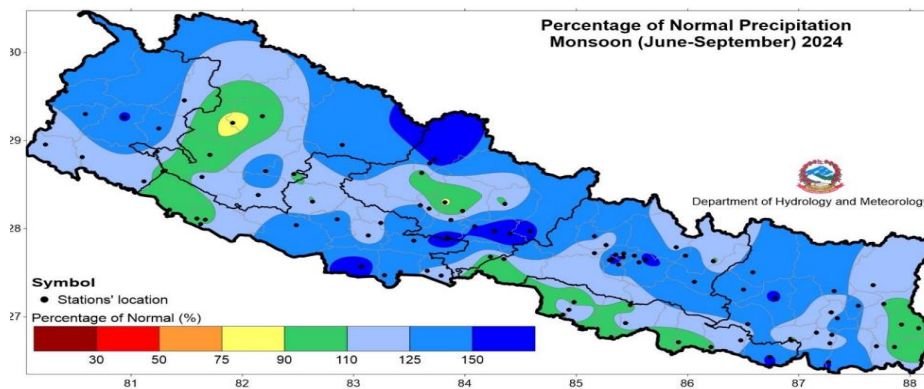 Percentage of Normal Precipitation
Monsoon (June-September) 2024
30
29
28
27
Department of Hydrology and Meteorology
Symbol
Stations' location
Percentage of Normal (%)
30 50 75 90 110 125 150
81 82 83 84 85 86 87 88